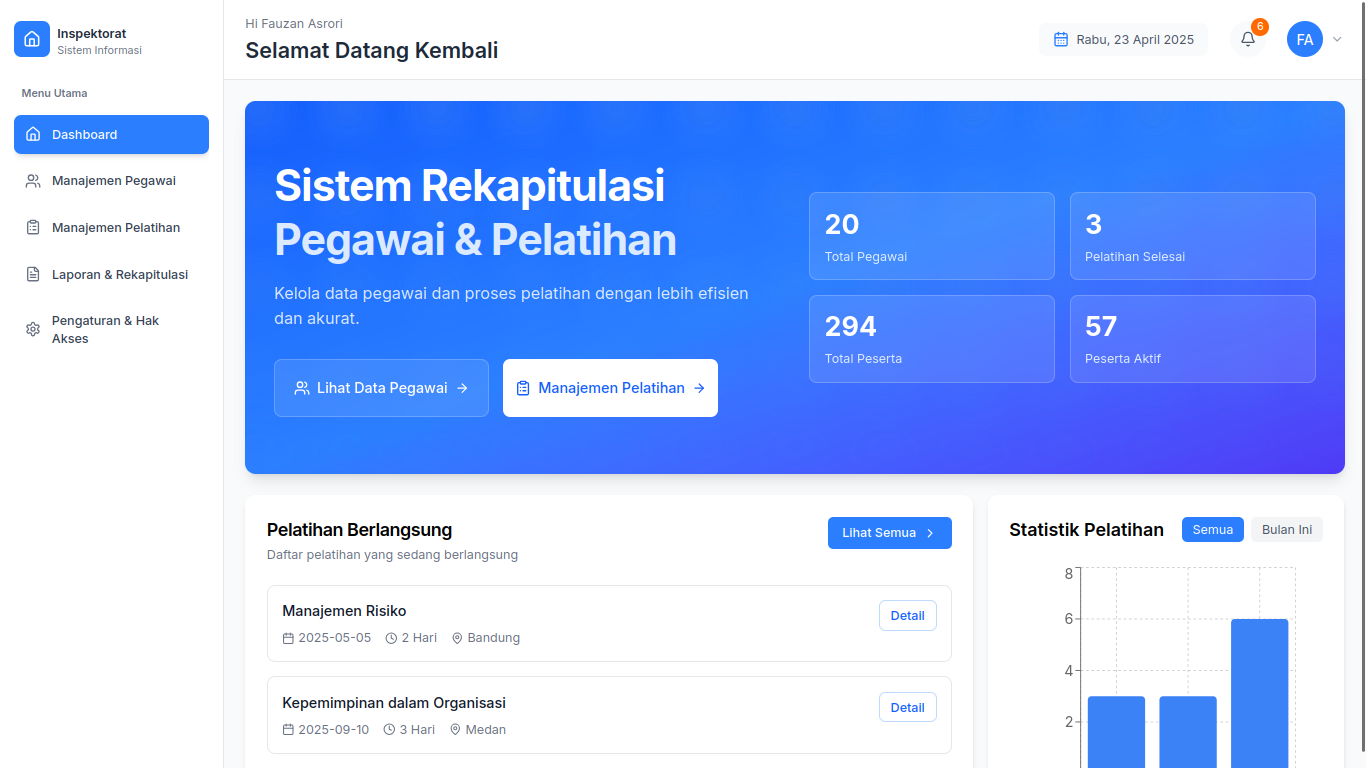 Inspektorat
Sistem Informasi
Menu Utama
Dashboard
Manajemen Pegawai
Manajemen Pelatihan
Laporan & Rekapitulasi
Pengaturan & Hak
Akses
Hi Fauzan Asrori
Selamat Datang Kembali
Rabu, 23 April 2025
6
FA
Sistem Rekapitulasi
Pegawai & Pelatihan
Kelola data pegawai dan proses pelatihan dengan lebih efisien
dan akurat.
Lihat Data Pegawai
Manajemen Pelatihan
20
Total Pegawai
3
Pelatihan Selesai
294
Total Peserta
57
Peserta Aktif
Pelatihan Berlangsung
Daftar pelatihan yang sedang berlangsung
Lihat Semua
Manajemen Risiko
2025-05-05 2 Hari Bandung
Detail
Kepemimpinan dalam Organisasi
2025-09-10 3 Hari Medan
Detail
Statistik Pelatihan
Semua
Bulan Ini
8
6
4
2